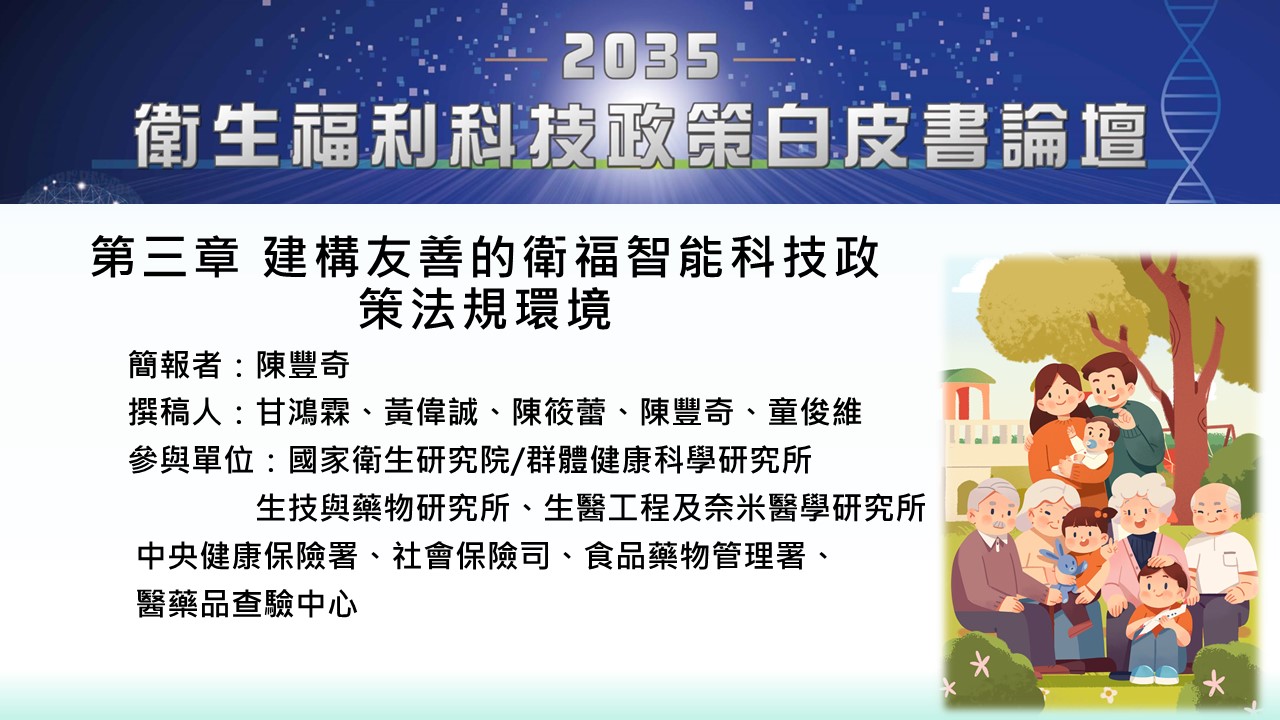 2035
衛生福利科技政策白皮書論壇
第三章 建構友善的衛福智能科技政
策法規環境
簡報者：陳豐奇
撰稿人：甘鴻霖、黃偉誠、陳筱蕾、陳豐奇、童俊維
參與單位：國家衛生研究院/群體健康科學研究所
生技與藥物研究所、生醫工程及奈米醫學研究所
中央健康保險署、社會保險司、食品藥物管理署、
醫藥品查驗中心